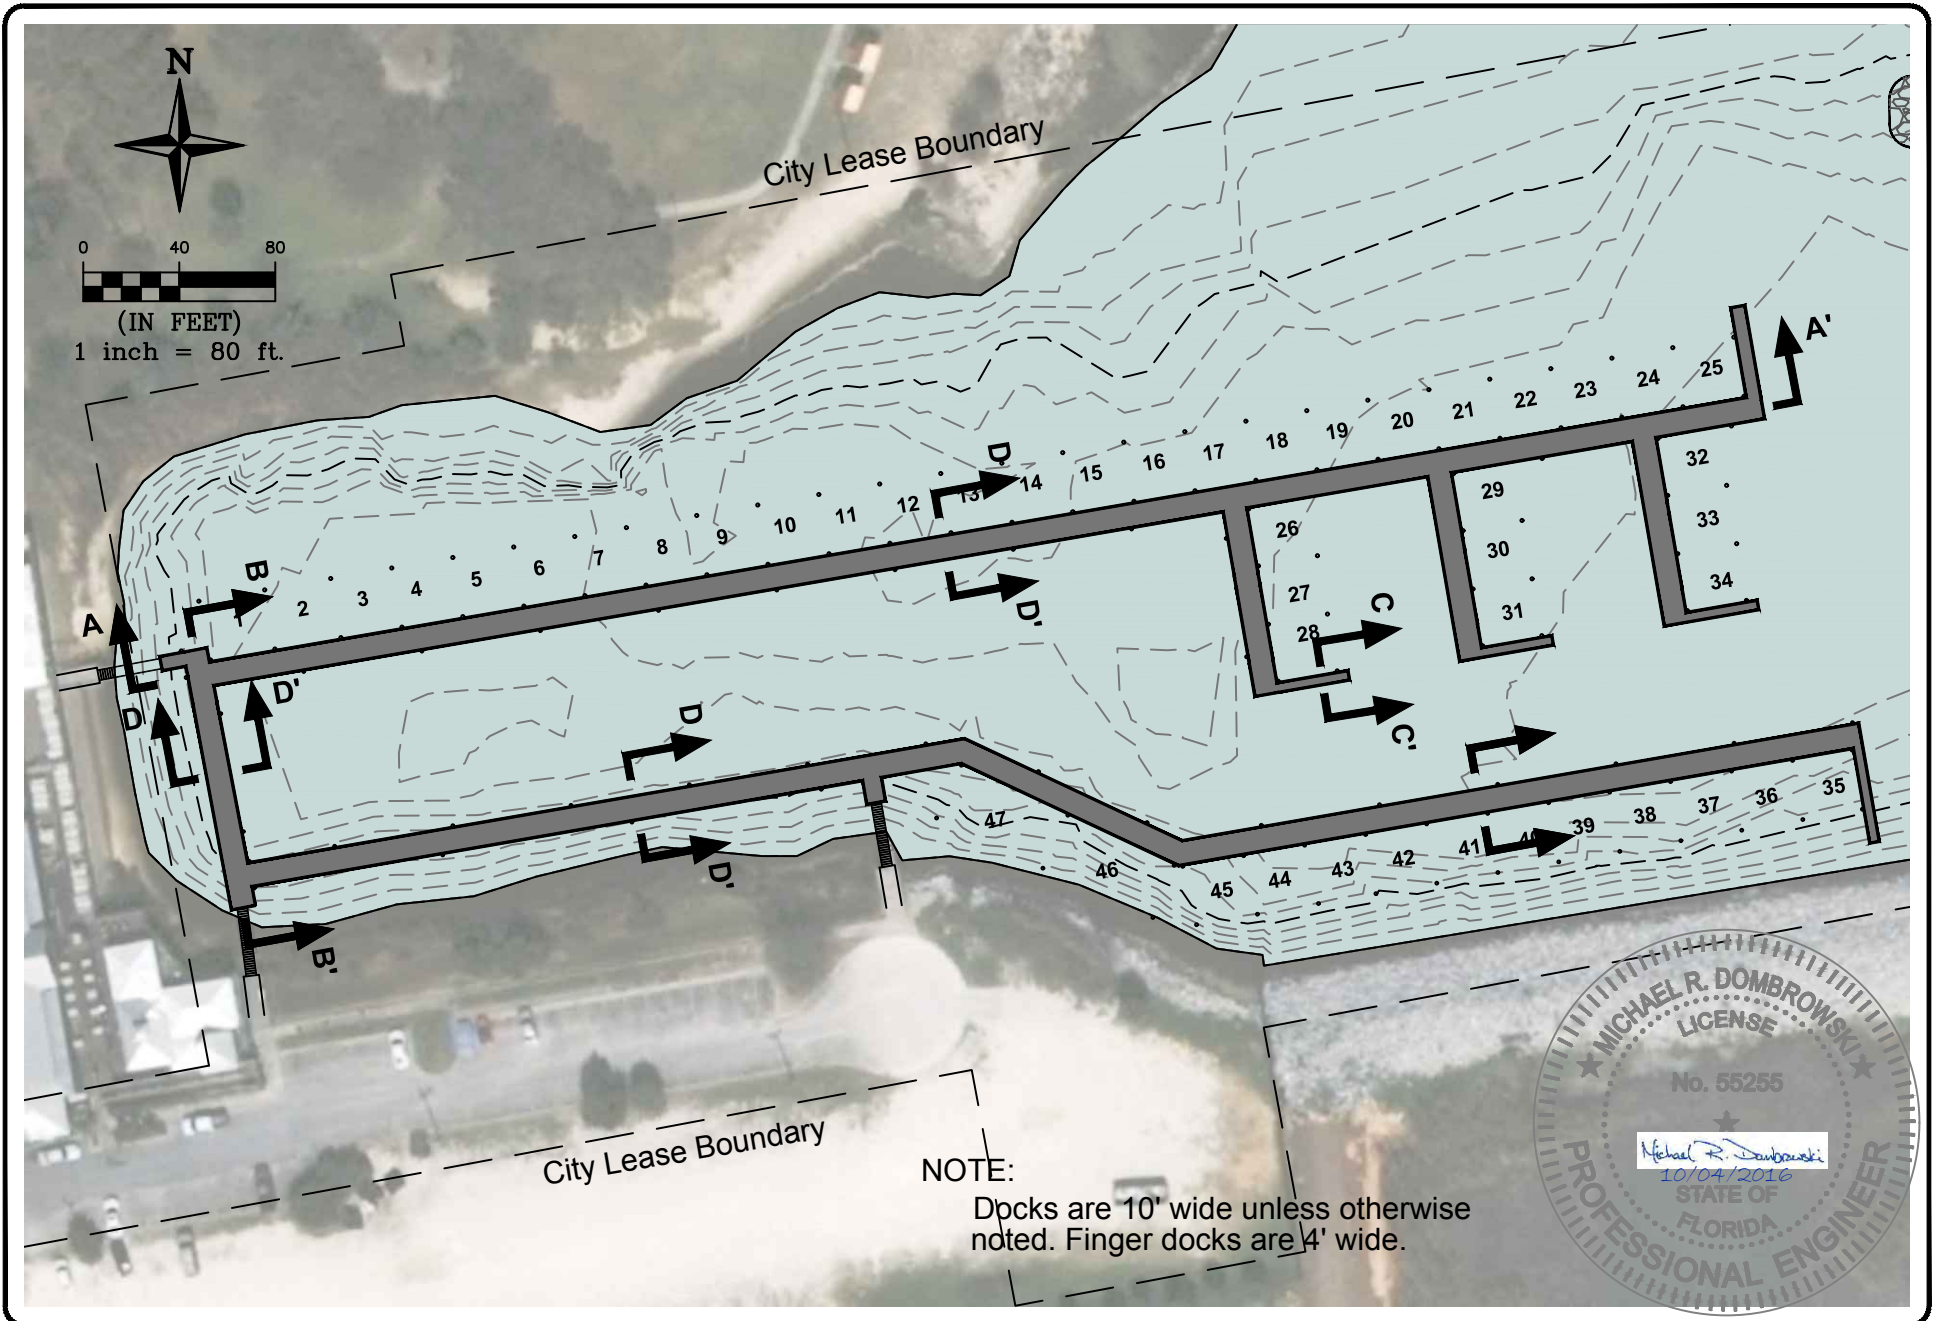 N
0 40 80
(IN FEET)
1 inch = 80 ft.
City Lease Boundary
A'
25
24
23
22
21
20
19
18
17
16
15
14
13
12
11
10
9
8
7
6
5
4
3
2
1
D
D'
B
A
D
D'
26
27
28
29
30
31
32
33
34
C
C'
D
D'
B'
47
46
45
44
43
42
41
40
39
38
37
36
35
City Lease Boundary
NOTE:
Docks are 10' wide unless otherwise
noted. Finger docks are 4' wide.
MICHAEL R. DOMBROWSKI
LICENSE
No. 55255
Michael R. Dombrowski
10/04/2016
STATE OF
FLORIDA
PROFESSIONAL ENGINEER